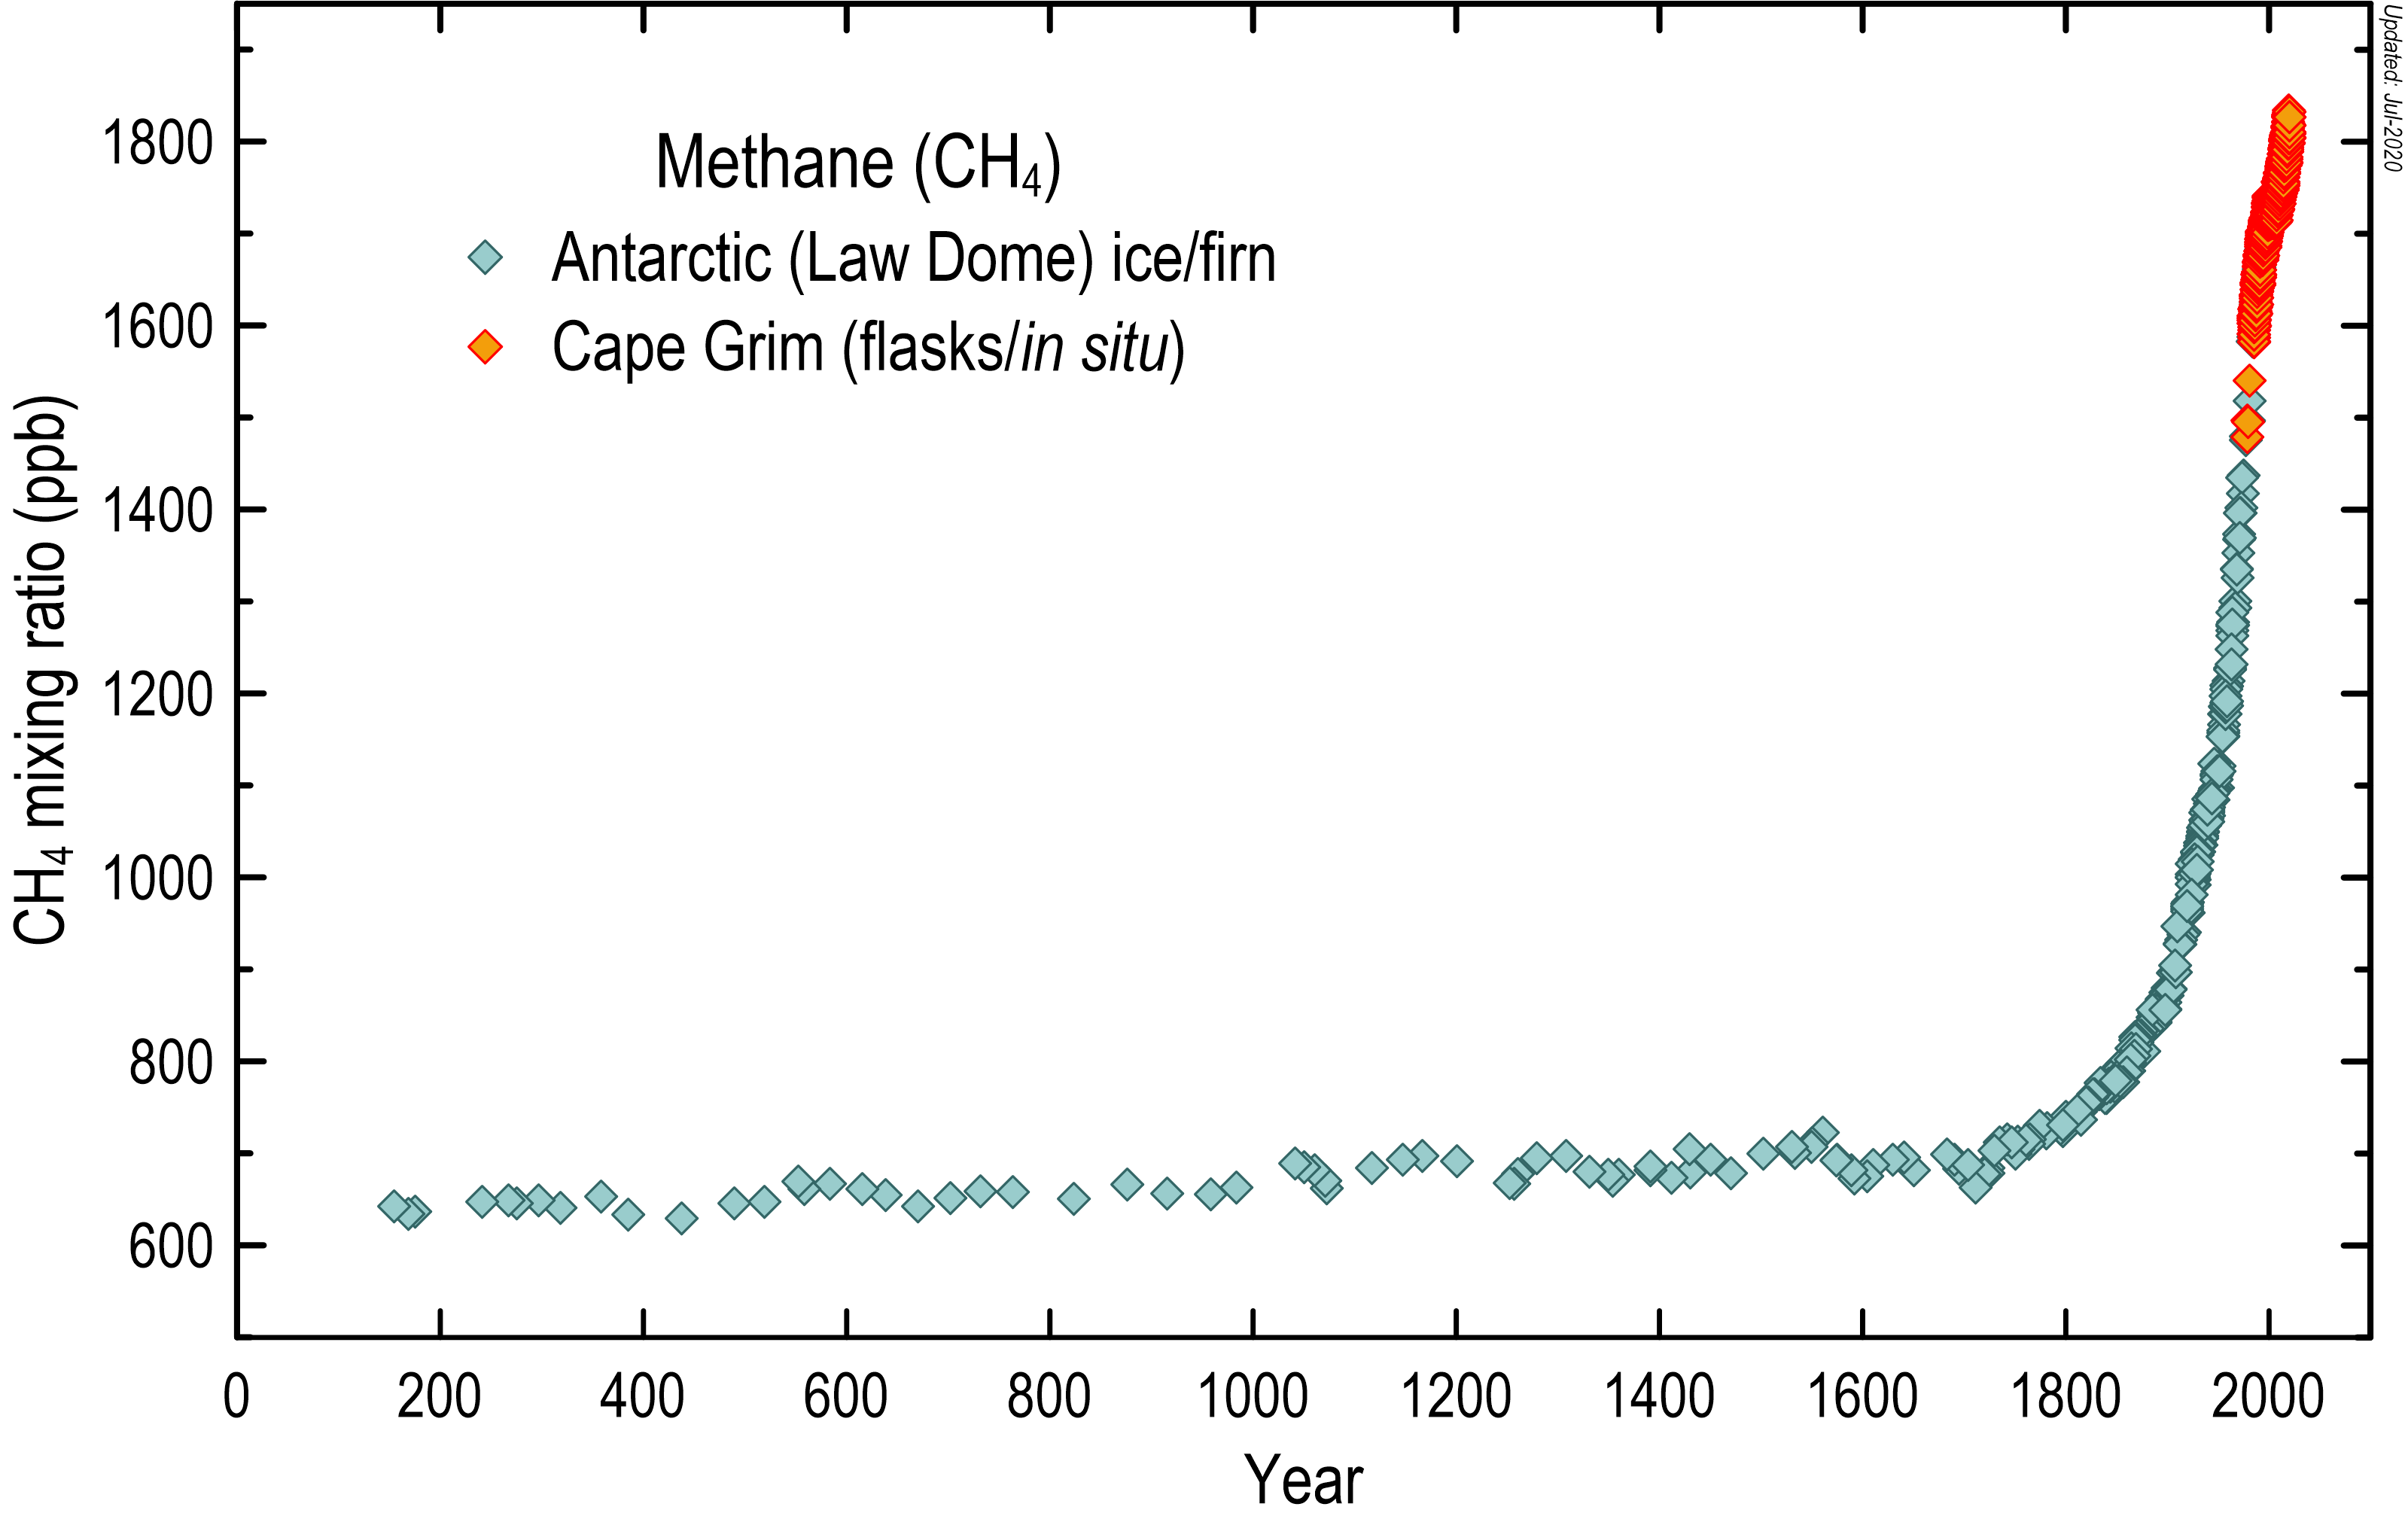 Updated: Jul-2020
Methane (CH₄)
Antarctic (Law Dome) ice/firn
Cape Grim (flasks/in situ)
CH₄ mixing ratio (ppb)
1800
1600
1400
1200
1000
800
600
0 200 400 600 800 1000 1200 1400 1600 1800 2000
Year